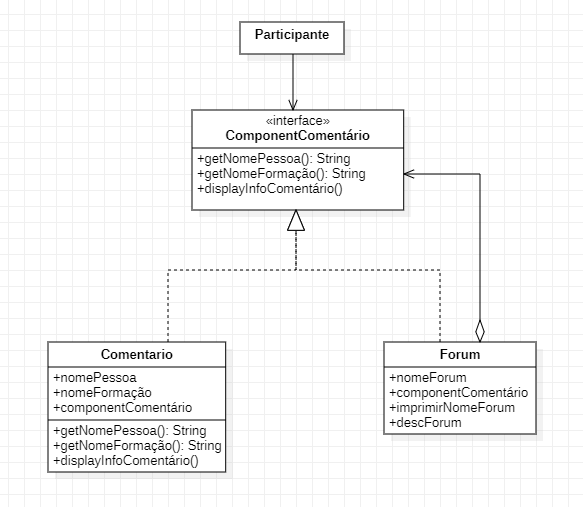 Participante
«interface»
ComponentComentário
+getNomePessoa(): String
+getNomeFormação(): String
+displayInfoComentário()
Comentario
+nomePessoa
+nomeFormação
+componentComentário
+getNomePessoa(): String
+getNomeFormação(): String
+displayInfoComentário()
Forum
+nomeForum
+componentComentário
+imprimirNomeForum
+descForum